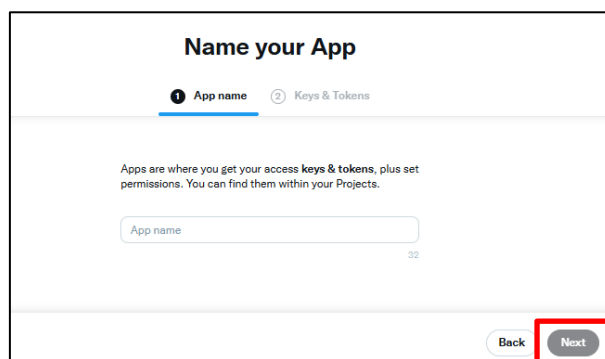 Name your App
1 App name 2 Keys & Tokens
Apps are where you get your access keys & tokens, plus set
permissions. You can find them within your Projects.
App name
32
Back Next